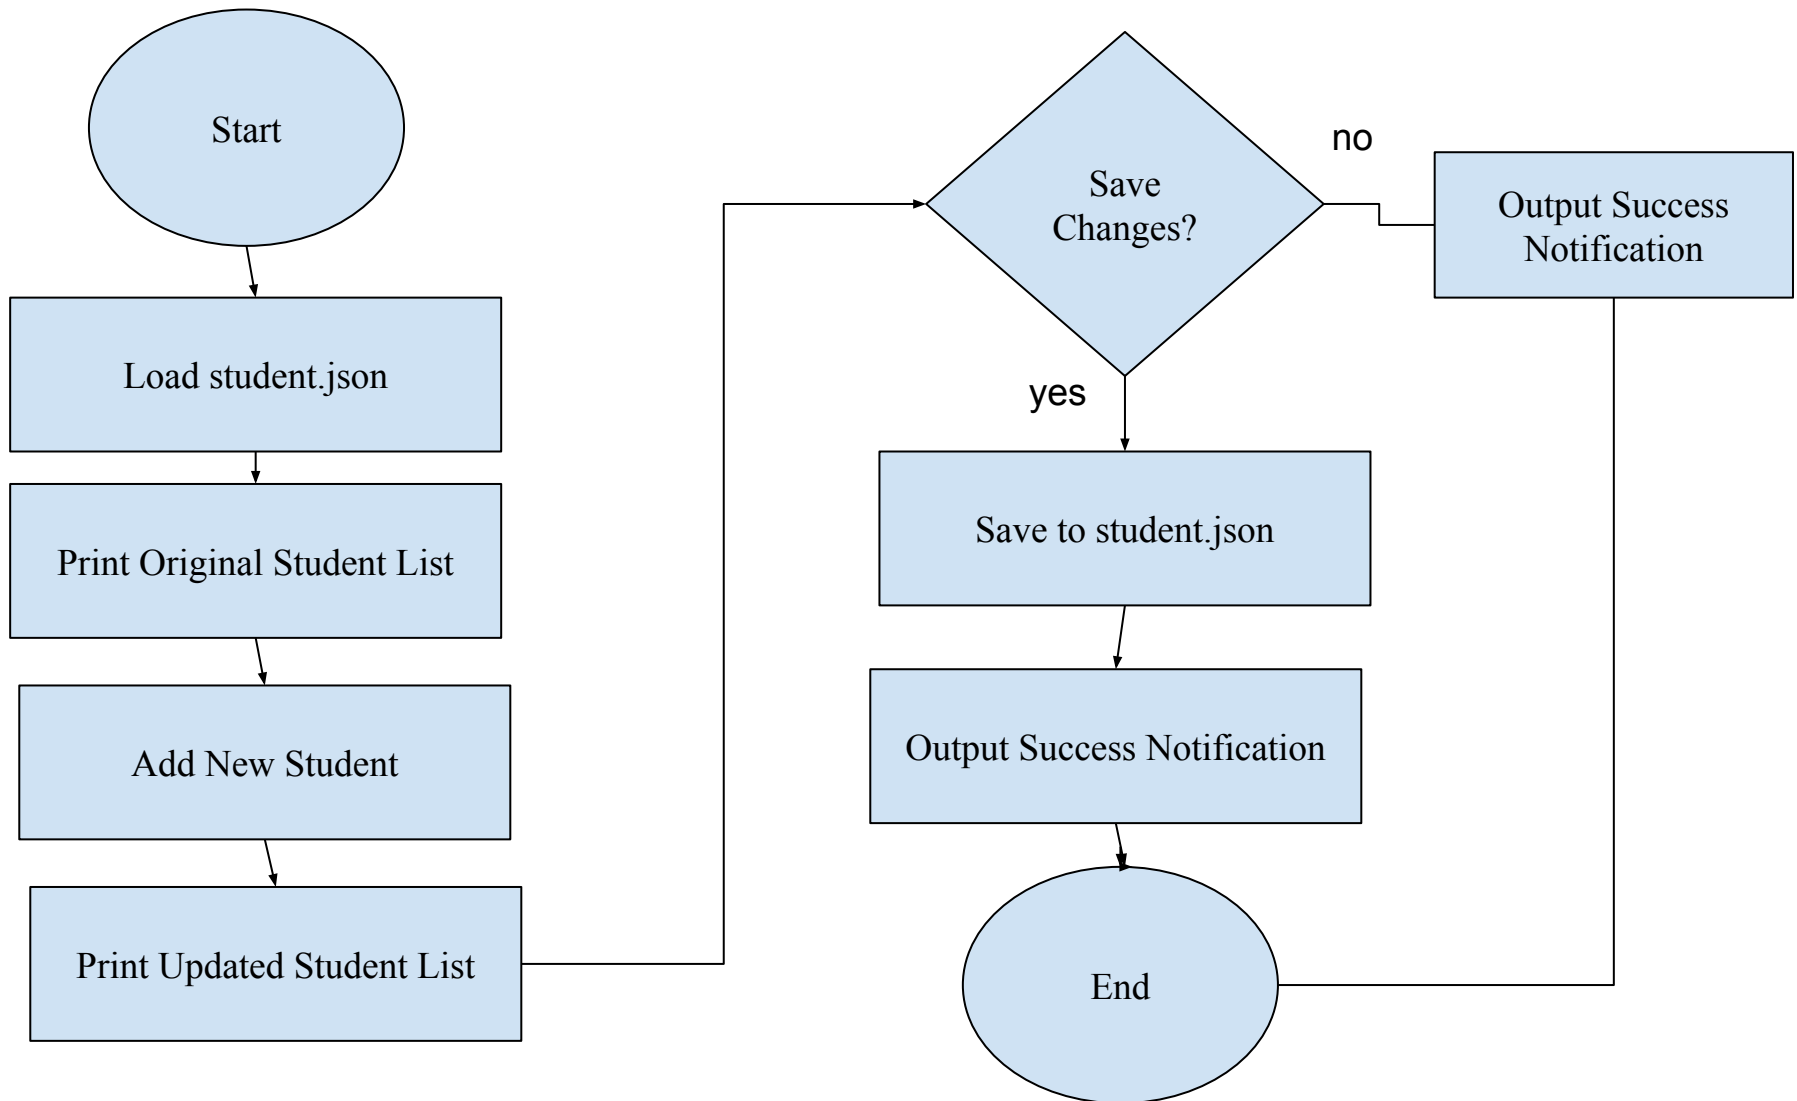 Start
Load student.json
Print Original Student List
Add New Student
Print Updated Student List
Save
Changes?
no
Output Success
Notification
yes
Save to student.json
Output Success Notification
End